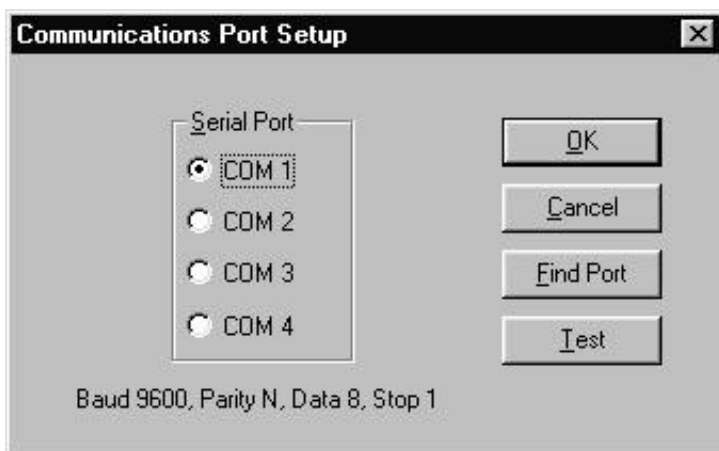 Communications Port Setup
Serial Port
COM 1
COM 2
COM 3
COM 4
OK
Cancel
Find Port
Test
Baud 9600, Parity N, Data 8, Stop 1